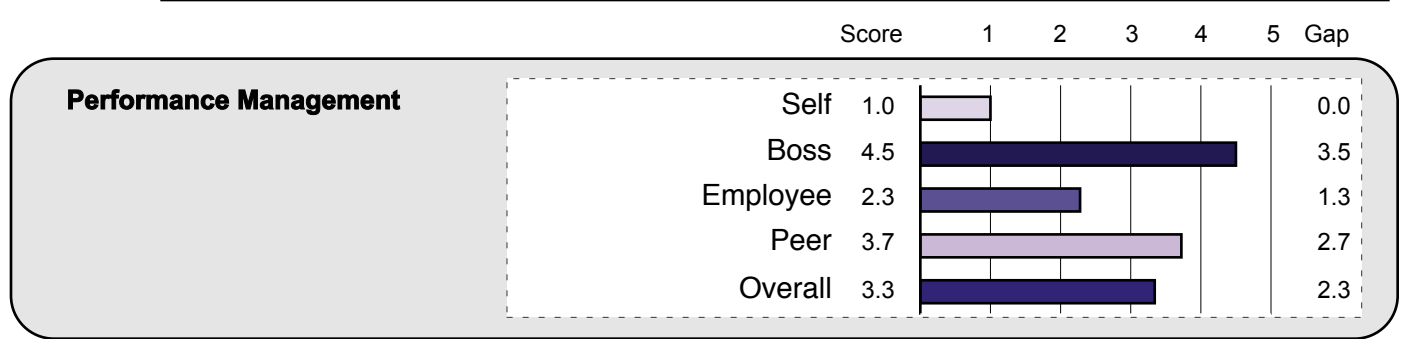 Score 1 2 3 4 5 Gap
Performance Management
Self 1.0 0.0
Boss 4.5 3.5
Employee 2.3 1.3
Peer 3.7 2.7
Overall 3.3 2.3